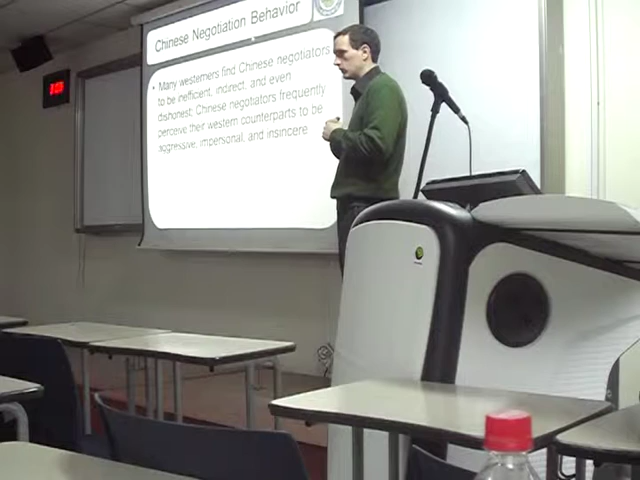 Chinese Negotiation Behavior
• Many westerners find Chinese negotiators
to be inefficient, indirect, and even
dishonest; Chinese negotiators frequently
perceive their western counterparts to be
aggressive, impersonal, and insincere